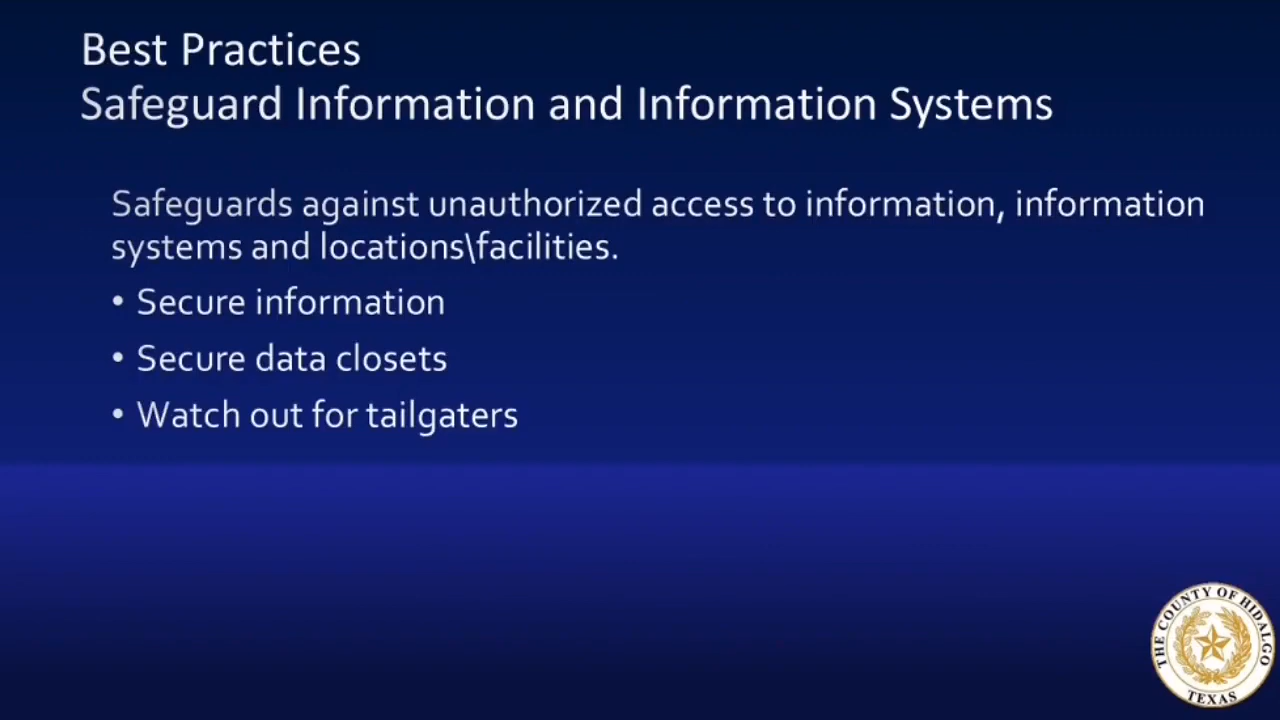 Best Practices
Safeguard Information and Information Systems
Safeguards against unauthorized access to information, information
systems and locations\facilities.
• Secure information
• Secure data closets
• Watch out for tailgaters
THE COUNTY OF HIDALGO
TEXAS